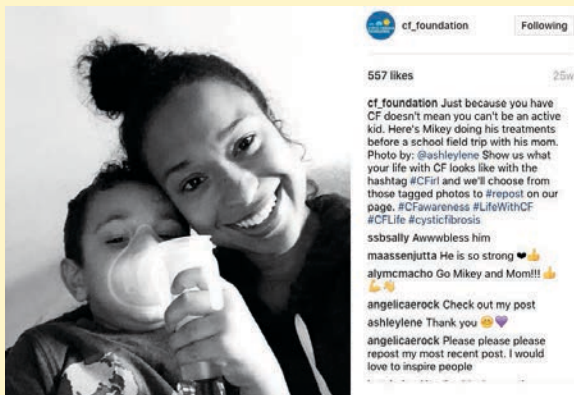 cf_foundation
Following
557 likes
25w
cf_foundation Just because you have
CF doesn't mean you can't be an active
kid. Here's Mikey doing his treatments
before a school field trip with his mom.
Photo by: @ashleylene Show us what
your life with CF looks like with the
hashtag #CFirl and we'll choose from
those tagged photos to #repost on our
page. #CFawareness #LifeWithCF
#CFLife #cysticfibrosis
ssbsally Awwwbless him
maassenjutta He is so strong ❤👍
alymcmacho Go Mikey and Mom!!! 👍
💪👋
angelicaerock Check out my post
ashleylene Thank you 😁💜
angelicaerock Please please please
repost my most recent post. I would
love to inspire people